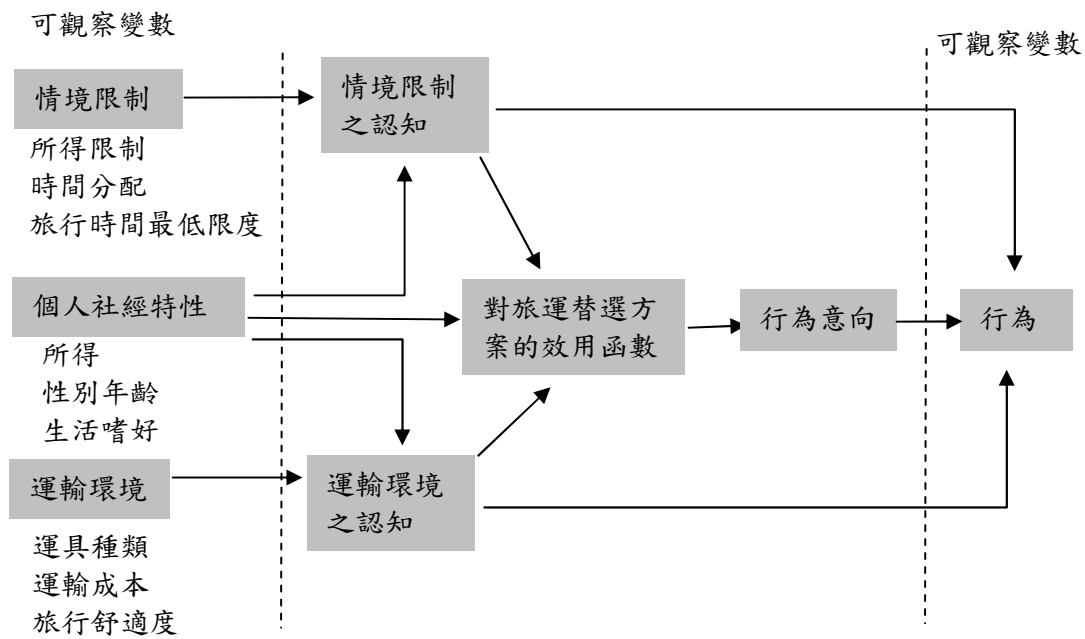 可觀察變數
可觀察變數
情境限制
所得限制
時間分配
旅行時間最低限度
情境限制
之認知
個人社經特性
所得
性別年齡
生活嗜好
對旅運替選方
案的效用函數
行為意向
行為
運輸環境
運具種類
運輸成本
旅行舒適度
運輸環境
之認知